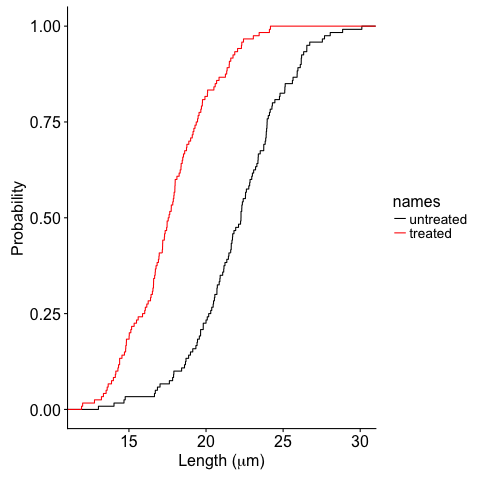 1.00
0.75
0.50
0.25
0.00
Probability
15 20 25 30
Length (μm)
names
untreated
treated